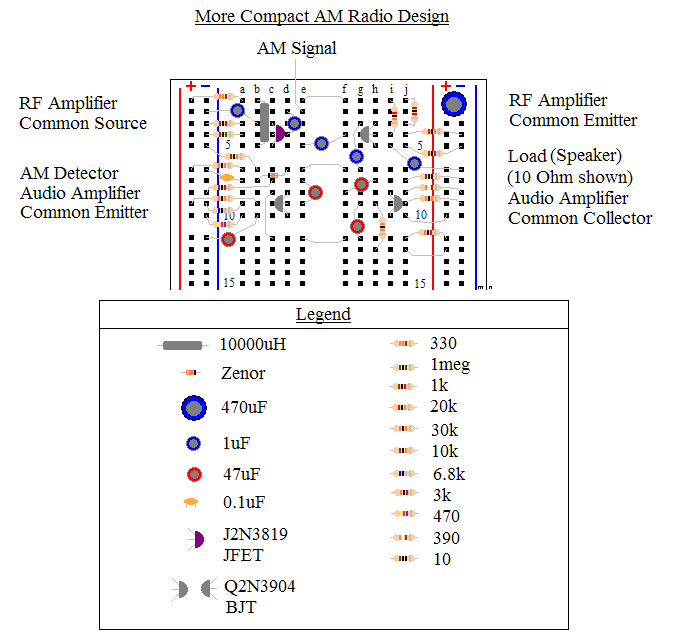 More Compact AM Radio Design
AM Signal
RF Amplifier
Common Source
AM Detector
Audio Amplifier
Common Emitter
+ − a b c d e f g h i j + −
5 5
10 10
15 15
RF Amplifier
Common Emitter
Load (Speaker)
(10 Ohm shown)
Audio Amplifier
Common Collector
Legend
10000uH
Zenor
470uF
1uF
47uF
0.1uF
J2N3819
JFET
Q2N3904
BJT
330
1meg
1k
20k
30k
10k
6.8k
3k
470
390
10